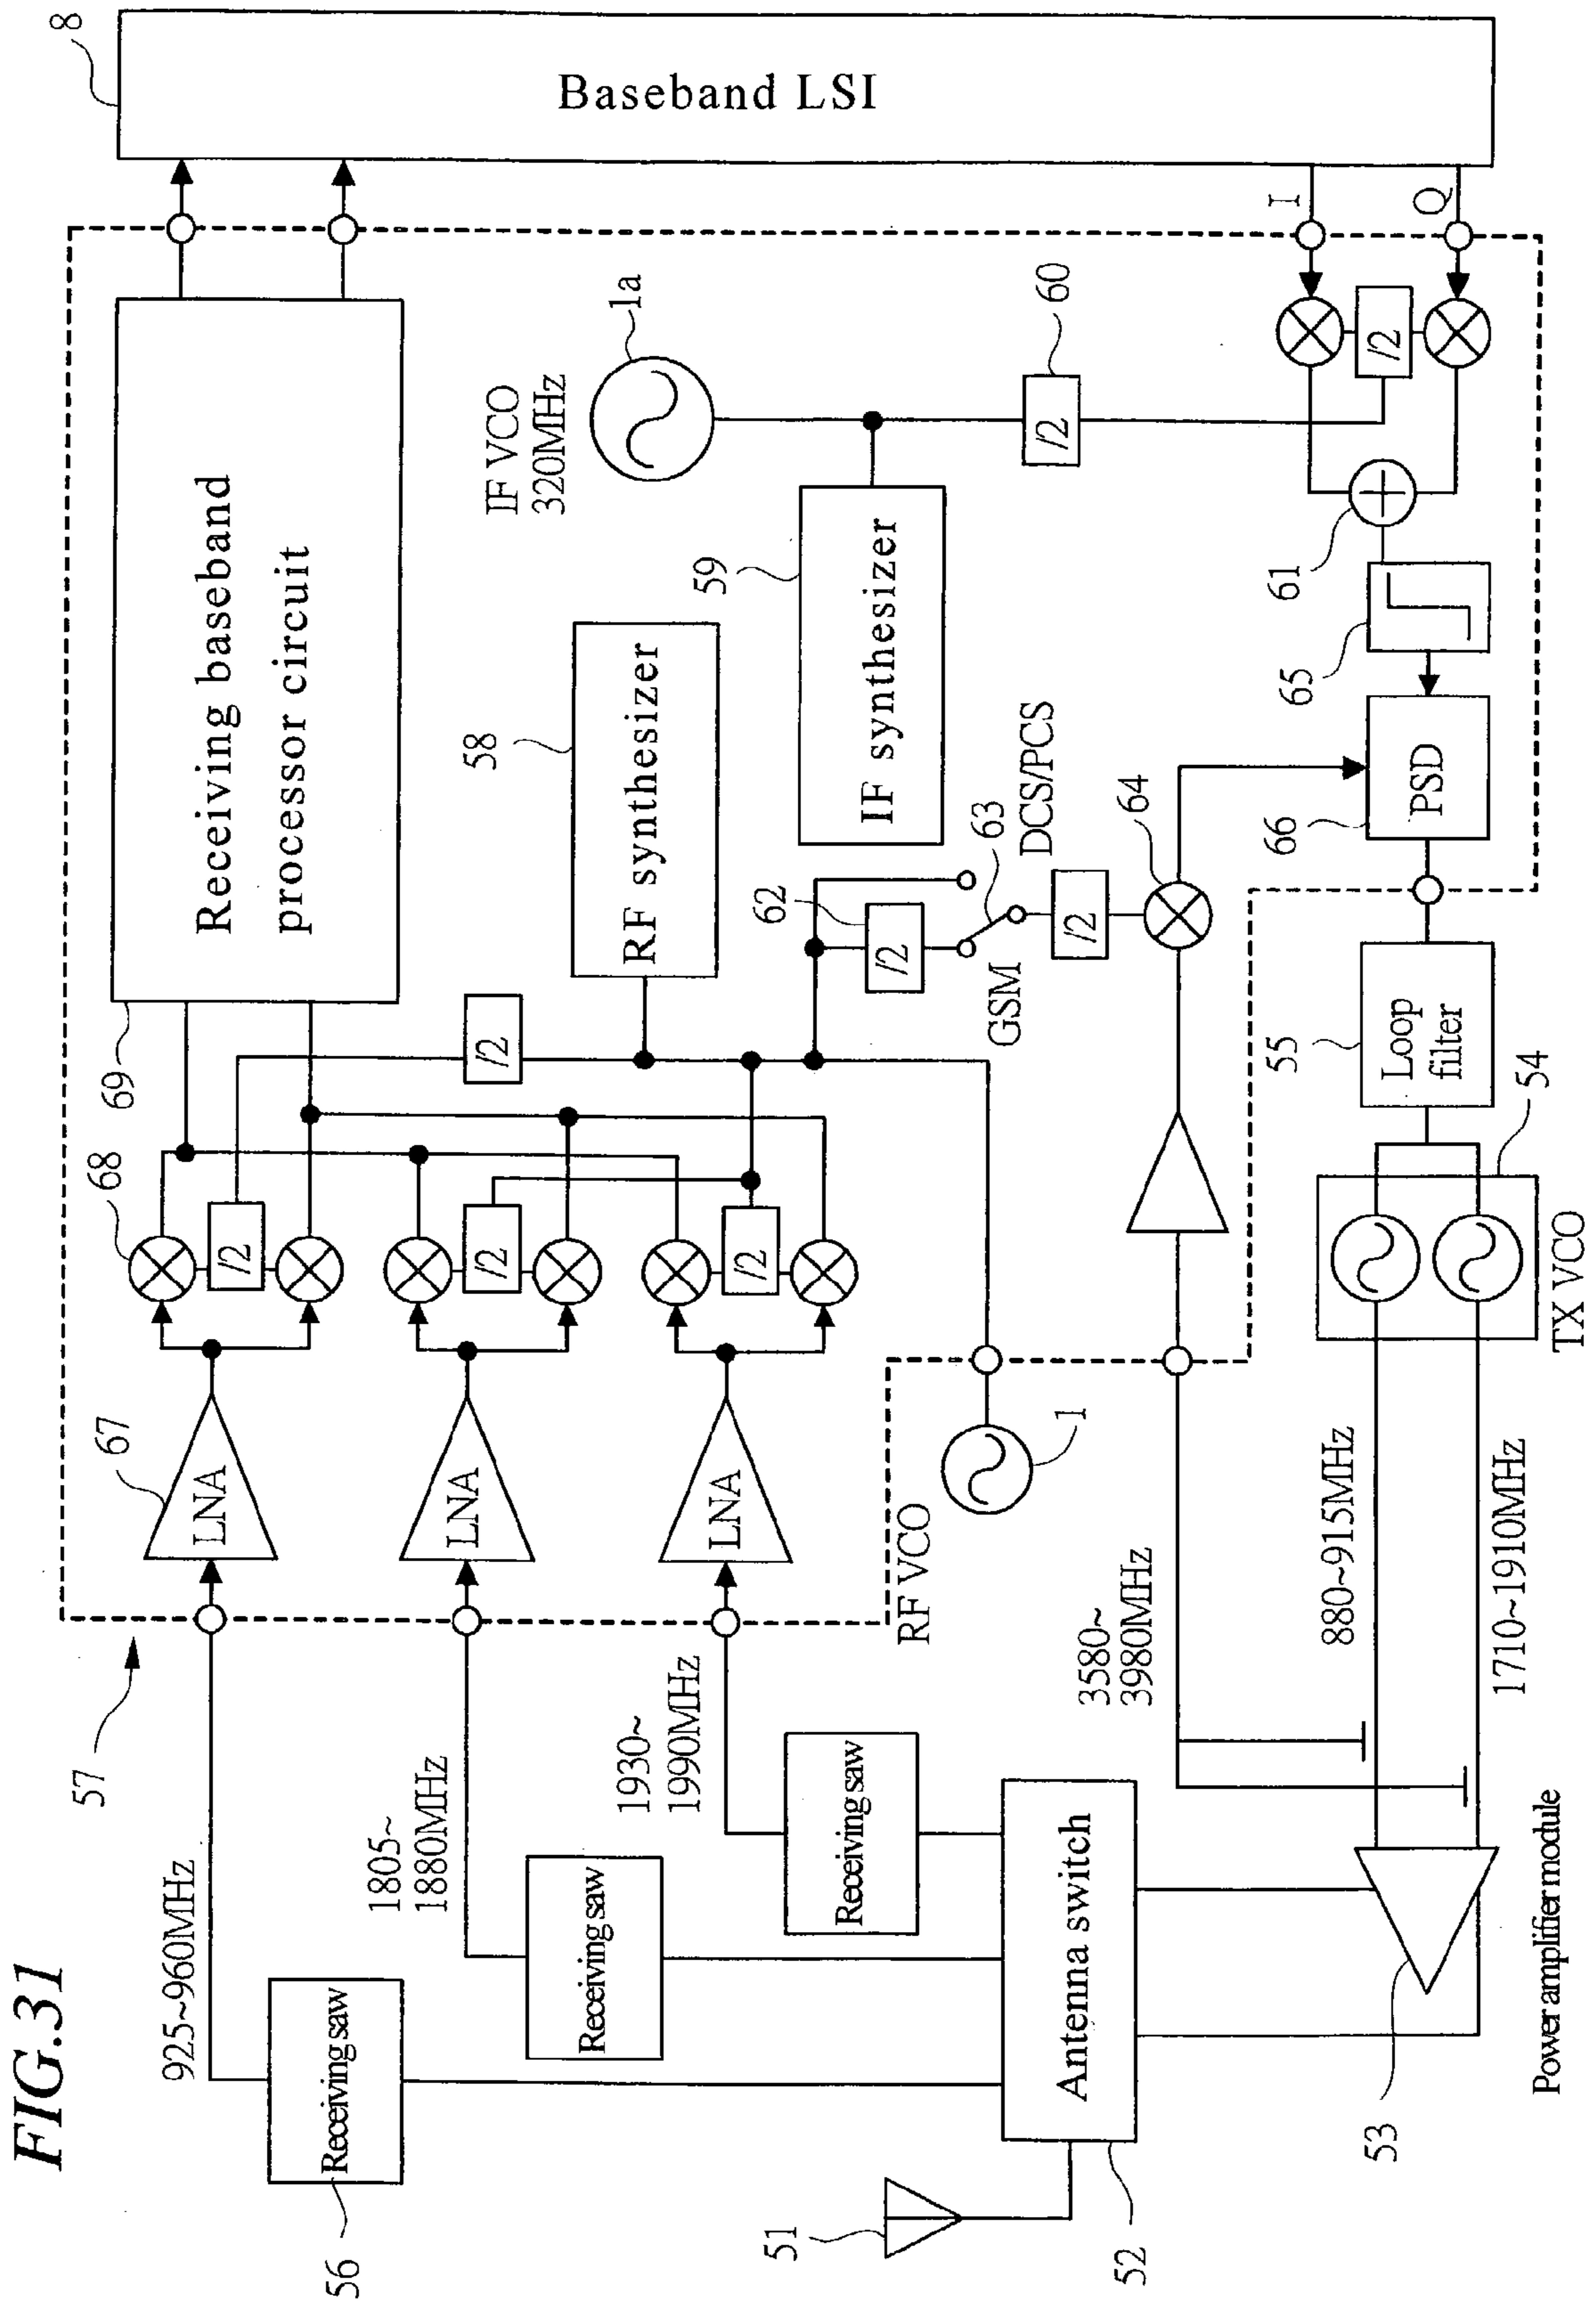 FIG.31
8
Baseband LSI
I
Q
Receiving baseband
processor circuit
69
IF VCO
320MHz
1a
60
/2
/2
58
RF synthesizer
59
IF synthesizer
61
65
66
PSD
62
/2
63
DCS/PCS
GSM
/2
64
/2
68
/2
/2
/2
67
LNA
LNA
LNA
RF VCO
1
55
Loop
filter
54
TX VCO
57
925~960MHz
1805~
1880MHz
1930~
1990MHz
3580~
3980MHz
880~915MHz
1710~1910MHz
Receiving saw
Receiving saw
Receiving saw
56
Antenna switch
51
52
53
Power amplifier module